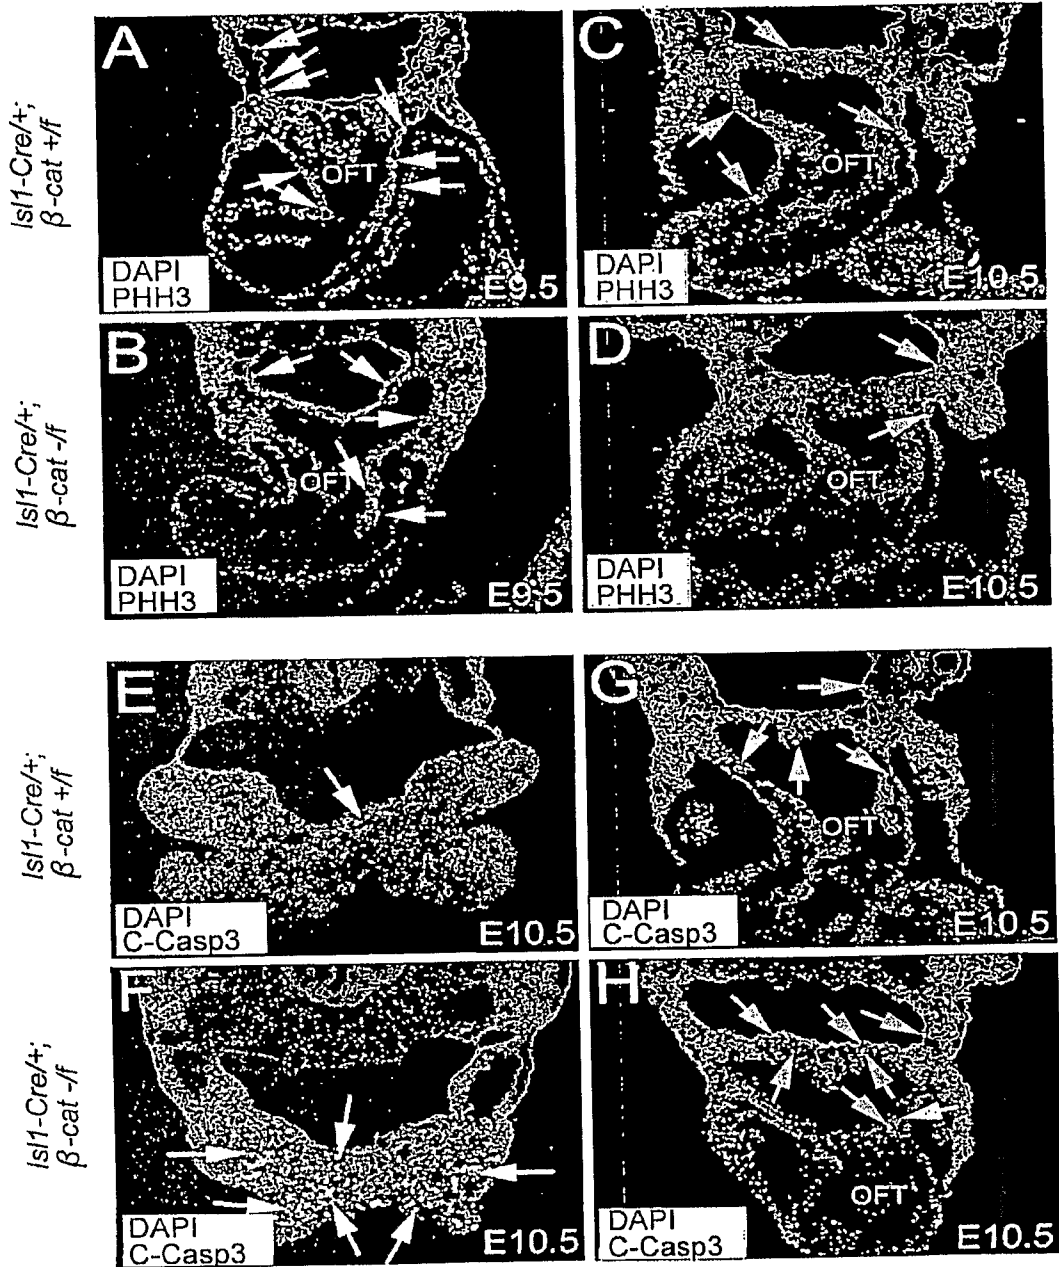 A
C
Isl1-Cre/+;
β-cat +/f
OFT
OFT
DAPI
PHH3
E9.5
DAPI
PHH3
E10.5
B
D
Isl1-Cre/+;
β-cat -/f
OFT
OFT
DAPI
PHH3
E9.5
DAPI
PHH3
E10.5
E
G
Isl1-Cre/+;
β-cat +/f
OFT
DAPI
C-Casp3
E10.5
DAPI
C-Casp3
E10.5
F
H
Isl1-Cre/+;
β-cat -/f
OFT
DAPI
C-Casp3
E10.5
DAPI
C-Casp3
E10.5